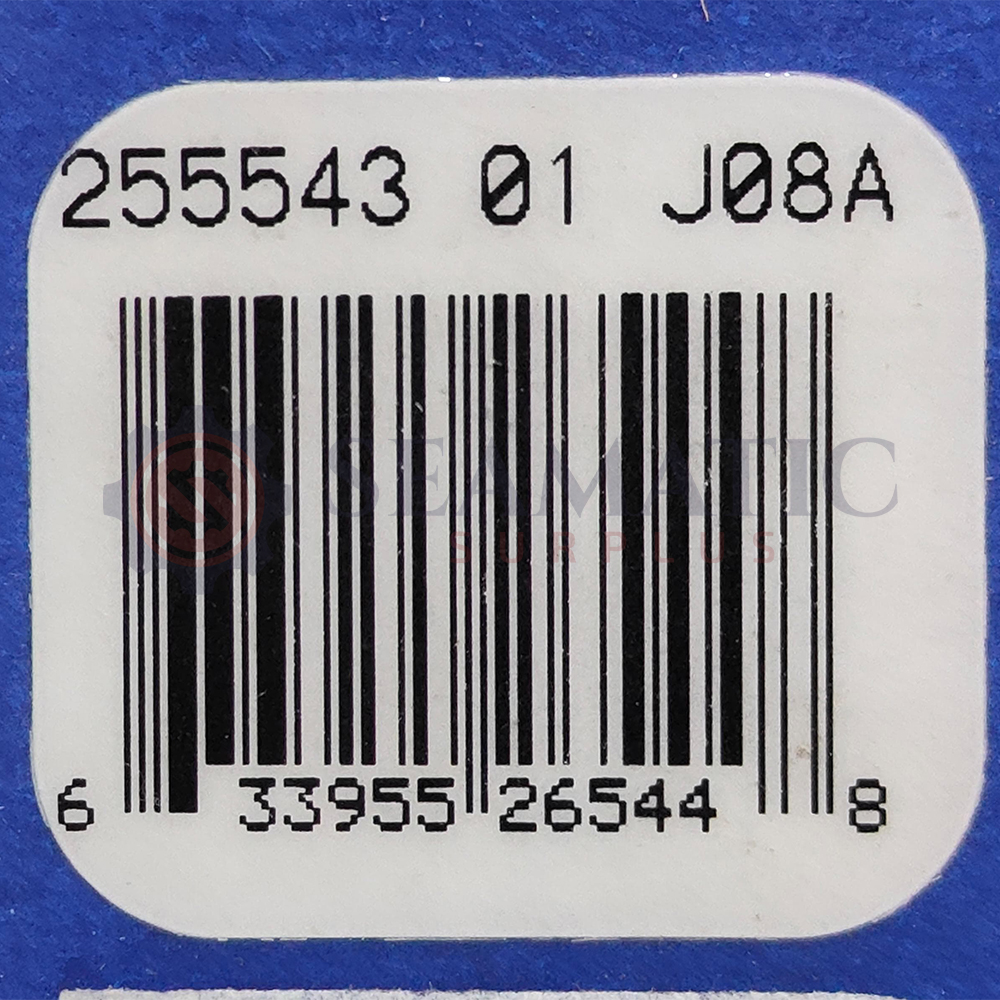 255543 01 J08A
SEAMATIC
SURPLUS
6 33955 26544 8